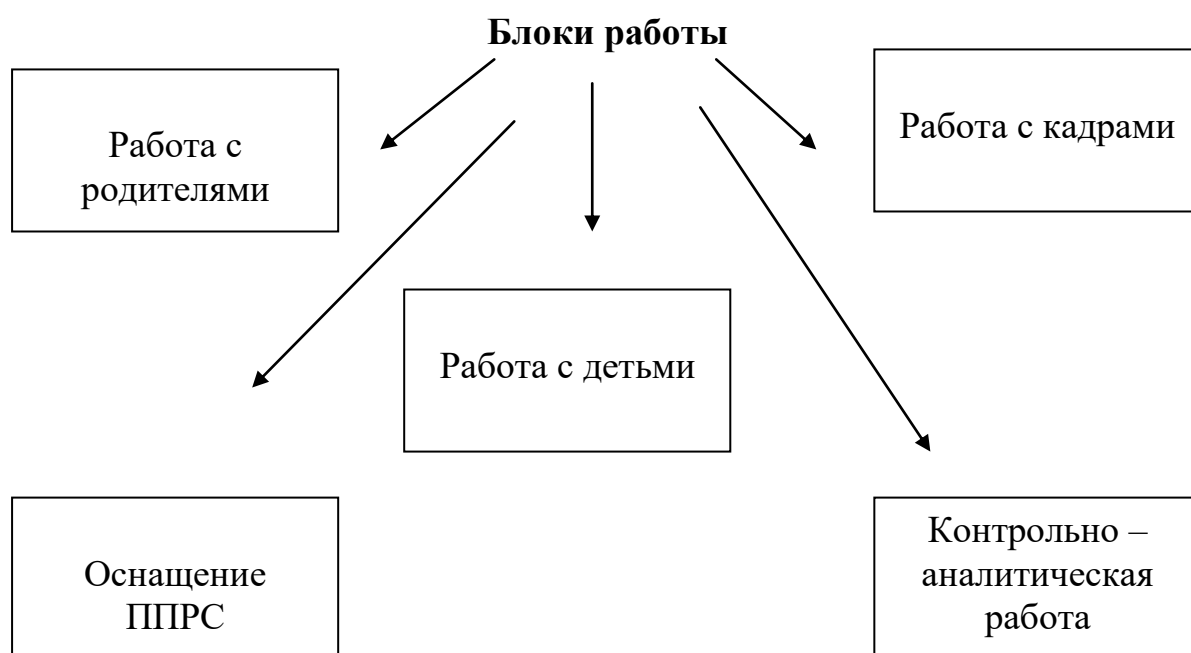 Блоки работы
Работа с
родителями
Работа с кадрами
Работа с детьми
Оснащение
ППРС
Контрольно –
аналитическая
работа